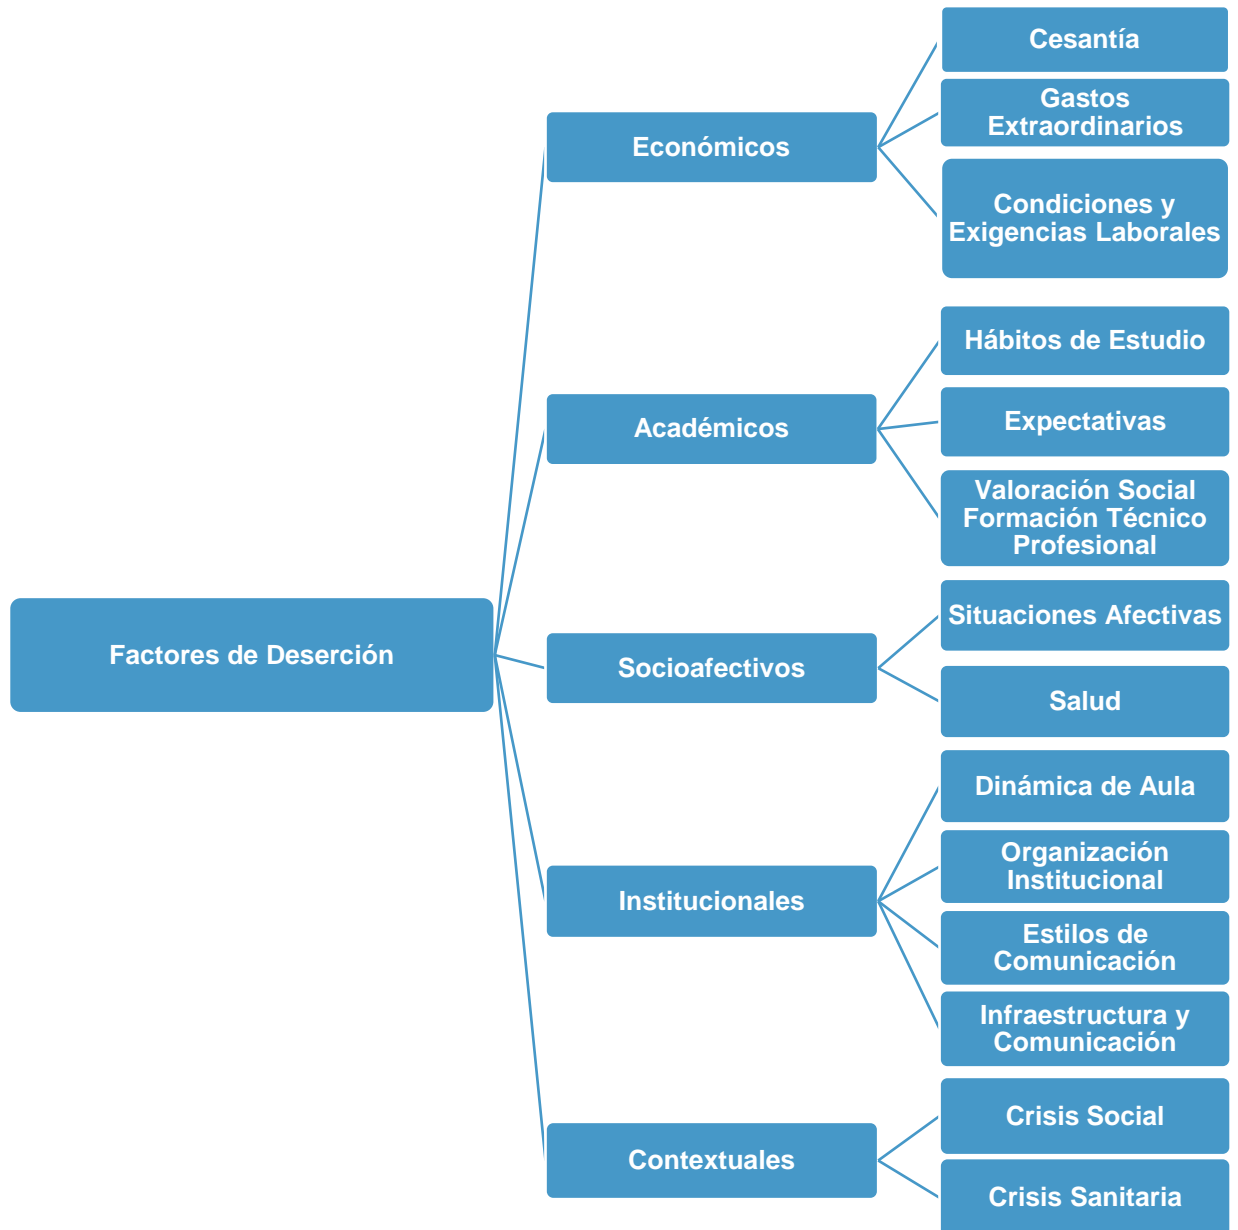 Factores de Deserción
Económicos
Cesantía
Gastos
Extraordinarios
Condiciones y
Exigencias Laborales
Académicos
Hábitos de Estudio
Expectativas
Valoración Social
Formación Técnico
Profesional
Socioafectivos
Situaciones Afectivas
Salud
Institucionales
Dinámica de Aula
Organización
Institucional
Estilos de
Comunicación
Infraestructura y
Comunicación
Contextuales
Crisis Social
Crisis Sanitaria